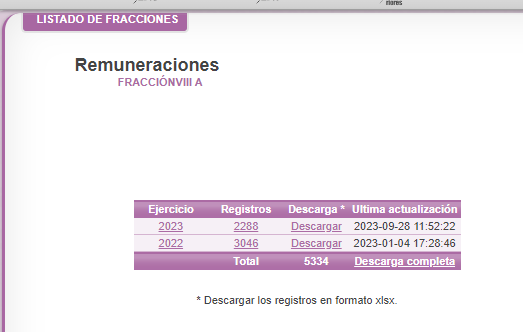 LISTADO DE FRACCIONES
Remuneraciones
FRACCIÓNVIII A
Ejercicio Registros Descarga * Ultima actualización
2023 2288 Descargar 2023-09-28 11:52:22
2022 3046 Descargar 2023-01-04 17:28:46
Total 5334 Descarga completa
* Descargar los registros en formato xlsx.